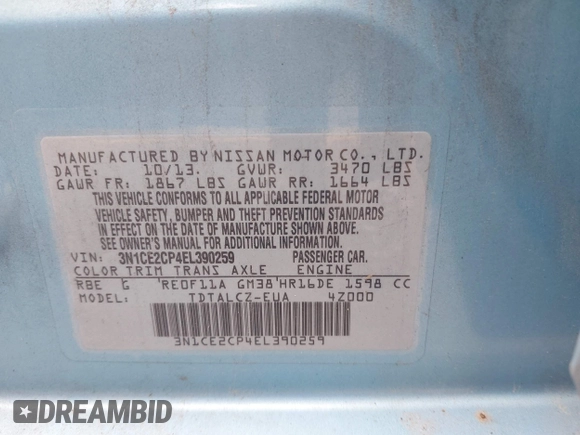 MANUFACTURED BY NISSAN MOTOR CO., LTD.
DATE: 10/13. GVWR: 3470 LBS
GAWR FR: 1867 LBS GAWR RR: 1664 LBS
THIS VEHICLE CONFORMS TO ALL APPLICABLE FEDERAL MOTOR
VEHICLE SAFETY, BUMPER AND THEFT PREVENTION STANDARDS
IN EFFECT ON THE DATE OF MANUFACTURE SHOWN ABOVE.
SEE OWNER'S MANUAL FOR ADDITIONAL INFORMATION.
VIN: 3N1CE2CP4EL390259 PASSENGER CAR.
COLOR TRIM TRANS AXLE ENGINE
RBE G 'RE0F11A GM38'HR16DE 1598 CC
MODEL: TDTALCZ-EUA 4Z000
3N1CE2CP4EL390259
DREAMBID